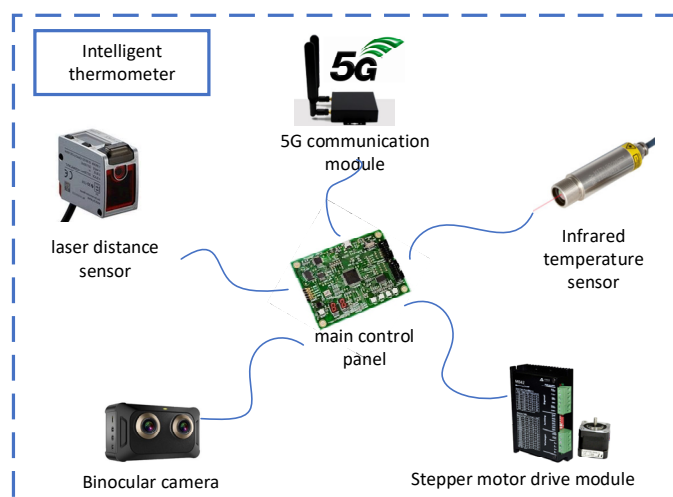 Intelligent
thermometer
5G
5G communication
module
laser distance
sensor
Infrared
temperature
sensor
main control
panel
Binocular camera
Stepper motor drive module